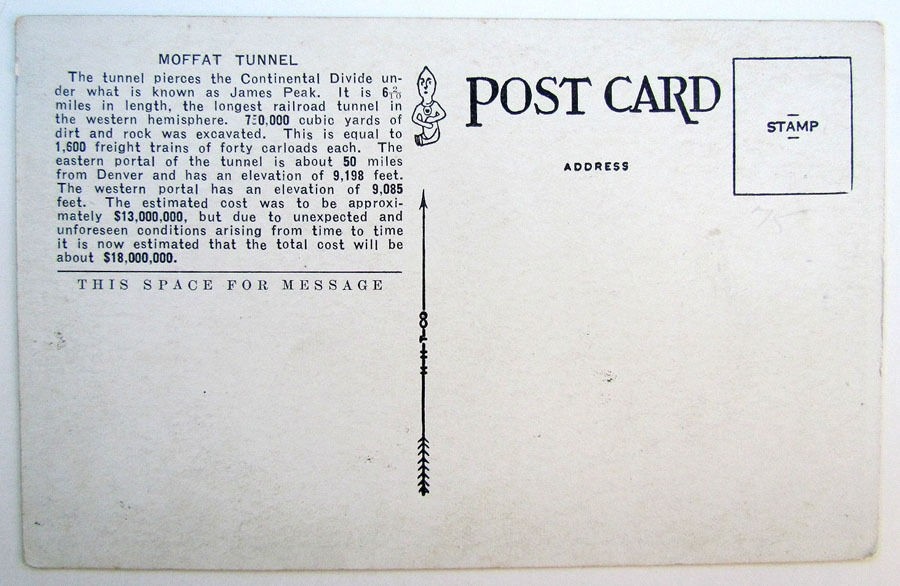 MOFFAT TUNNEL
The tunnel pierces the Continental Divide un-
der what is known as James Peak. It is 6 2/10
miles in length, the longest railroad tunnel in
the western hemisphere. 750,000 cubic yards of
dirt and rock was excavated. This is equal to
1,600 freight trains of forty carloads each. The
eastern portal of the tunnel is about 50 miles
from Denver and has an elevation of 9,198 feet.
The western portal has an elevation of 9,085
feet. The estimated cost was to be approxi-
mately $13,000,000, but due to unexpected and
unforeseen conditions arising from time to time
it is now estimated that the total cost will be
about $18,000,000.
THIS SPACE FOR MESSAGE
POST CARD
ADDRESS
STAMP
75